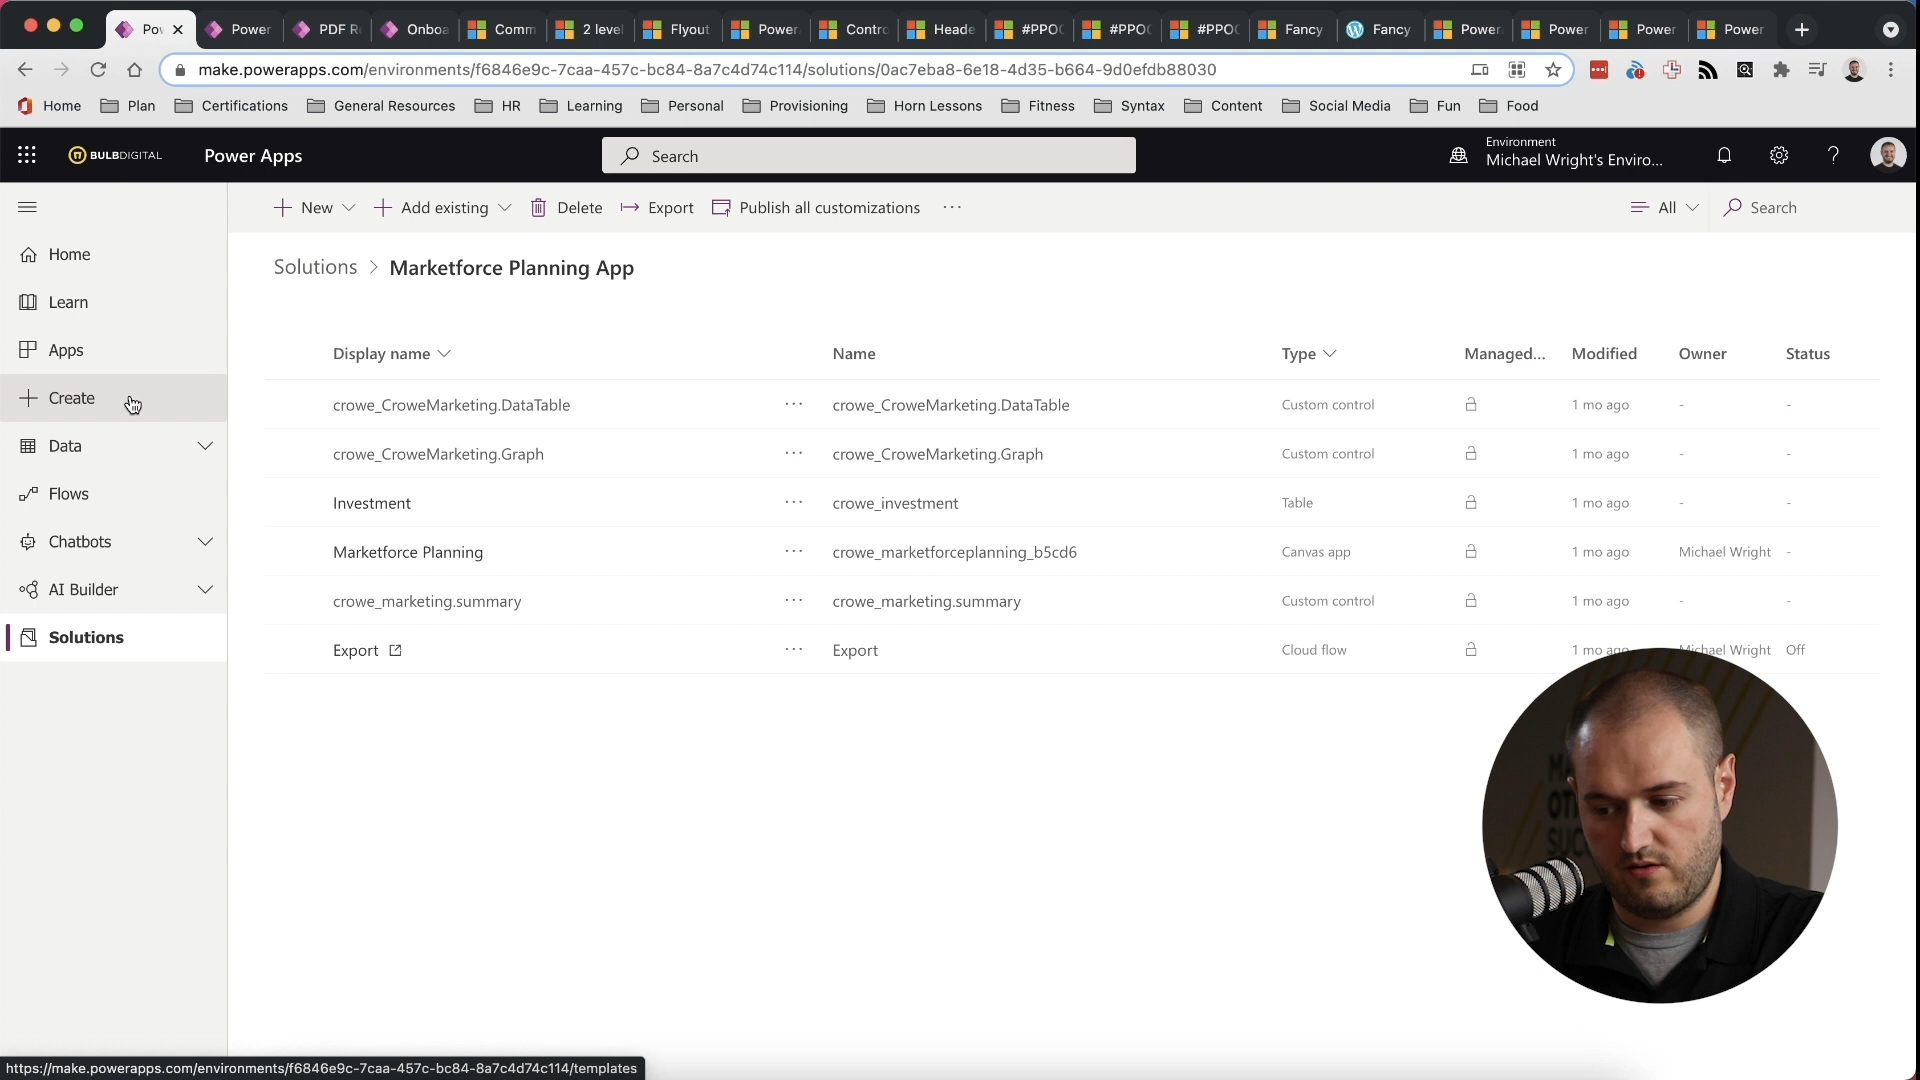 Pow
Power
PDF R
Onboa
Comm
2 level
Flyout
Power
Contro
Heade
#PPOC
#PPOC
#PPOC
Fancy
Fancy
Power
Power
Power
Power
make.powerapps.com/environments/f6846e9c-7caa-457c-bc84-8a7c4d74c114/solutions/0ac7eba8-6e18-4d35-b664-9d0efdb88030
Home Plan Certifications General Resources HR Learning Personal Provisioning Horn Lessons Fitness Syntax Content Social Media Fun Food
BULBDIGITAL
Power Apps
Search
Environment
Michael Wright's Enviro...
?
New
Add existing
Delete
Export
Publish all customizations
All
Search
Home
Learn
Apps
Create
Data
Flows
Chatbots
AI Builder
Solutions
Solutions > Marketforce Planning App
Display name Name Type Managed... Modified Owner Status
crowe_CroweMarketing.DataTable ... crowe_CroweMarketing.DataTable Custom control 1 mo ago - -
crowe_CroweMarketing.Graph ... crowe_CroweMarketing.Graph Custom control 1 mo ago - -
Investment ... crowe_investment Table 1 mo ago - -
Marketforce Planning ... crowe_marketforceplanning_b5cd6 Canvas app 1 mo ago Michael Wright -
crowe_marketing.summary ... crowe_marketing.summary Custom control 1 mo ago - -
Export ... Export Cloud flow 1 mo ago Michael Wright Off
https://make.powerapps.com/environments/f6846e9c-7caa-457c-bc84-8a7c4d74c114/templates